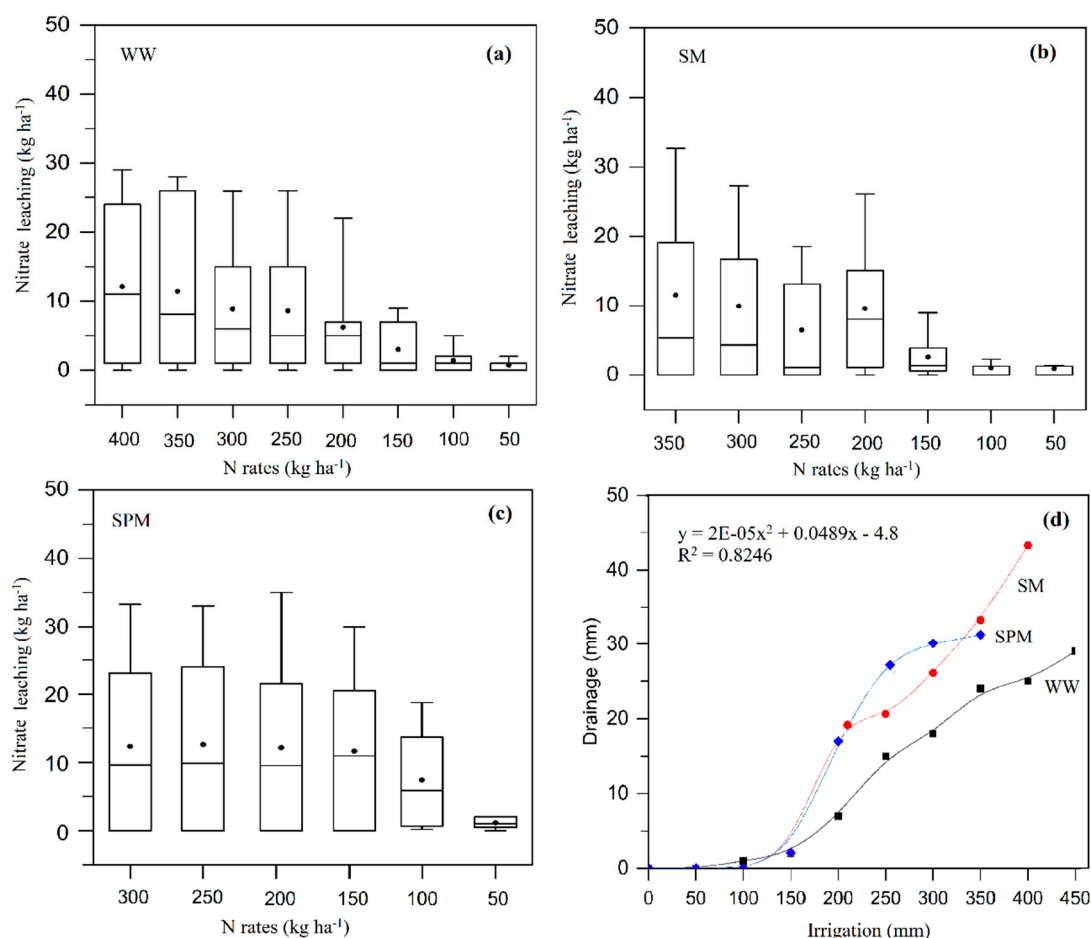 WW
(a)
50
40
30
20
10
0
Nitrate leaching (kg ha⁻¹)
400 350 300 250 200 150 100 50
N rates (kg ha⁻¹)
SM
(b)
50
40
30
20
10
0
Nitrate leaching (kg ha⁻¹)
350 300 250 200 150 100 50
N rates (kg ha⁻¹)
SPM
(c)
50
40
30
20
10
0
Nitrate leaching (kg ha⁻¹)
300 250 200 150 100 50
N rates (kg ha⁻¹)
(d)
y = 2E-05x² + 0.0489x - 4.8
R² = 0.8246
SM
SPM
WW
50
40
30
20
10
0
Drainage (mm)
0 50 100 150 200 250 300 350 400 450
Irrigation (mm)